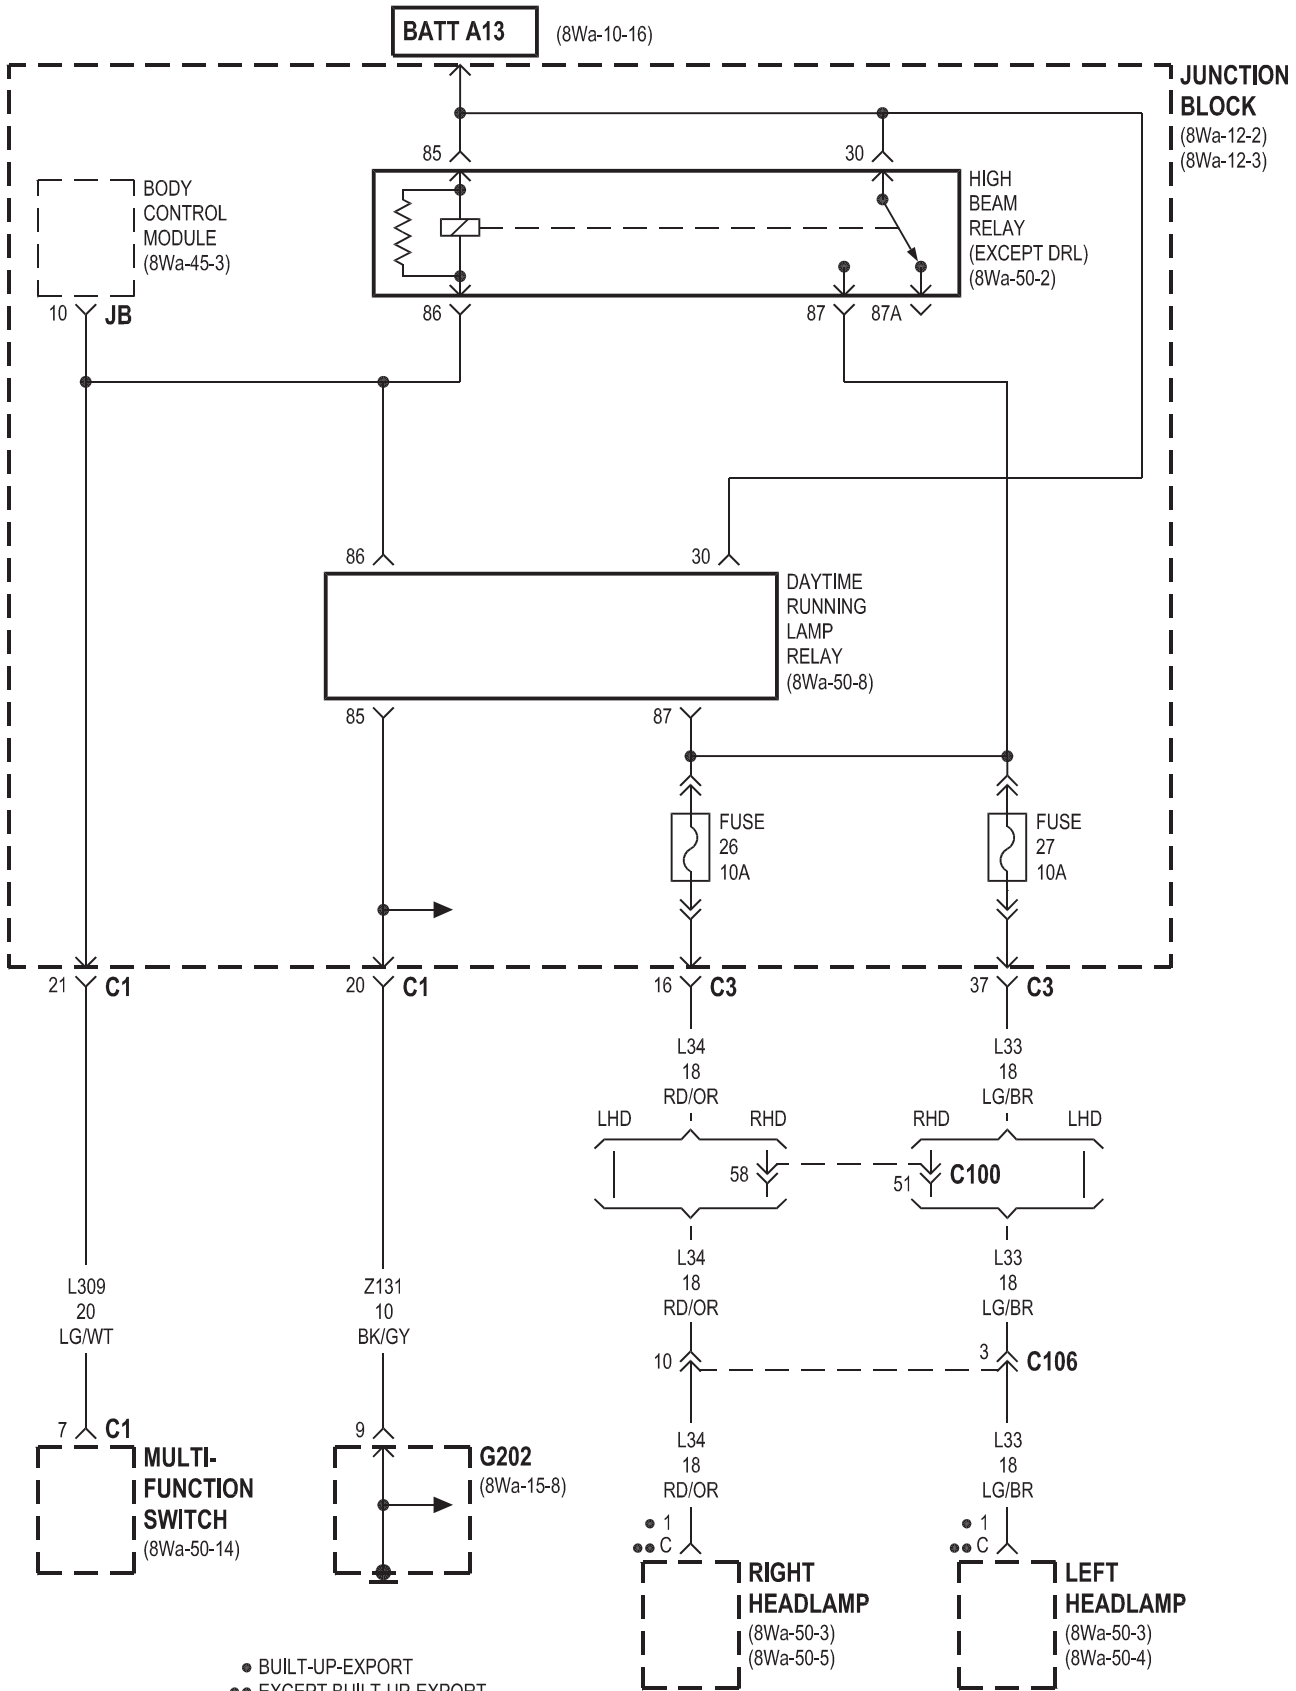 BATT A13
(8Wa-10-16)
JUNCTION
BLOCK
(8Wa-12-2)
(8Wa-12-3)
85
30
BODY
CONTROL
MODULE
(8Wa-45-3)
HIGH
BEAM
RELAY
(EXCEPT DRL)
(8Wa-50-2)
10
JB
86
87
87A
86
30
DAYTIME
RUNNING
LAMP
RELAY
(8Wa-50-8)
85
87
FUSE
26
10A
FUSE
27
10A
21
C1
20
C1
16
C3
37
C3
L34
18
RD/OR
L33
18
LG/BR
LHD
RHD
RHD
LHD
58
51
C100
L34
18
RD/OR
L33
18
LG/BR
L309
20
LG/WT
Z131
10
BK/GY
10
3
C106
7
C1
9
MULTI-
FUNCTION
SWITCH
(8Wa-50-14)
G202
(8Wa-15-8)
L34
18
RD/OR
L33
18
LG/BR
● 1
●● C
● 1
●● C
RIGHT
HEADLAMP
(8Wa-50-3)
(8Wa-50-5)
LEFT
HEADLAMP
(8Wa-50-3)
(8Wa-50-4)
● BUILT-UP-EXPORT
●● EXCEPT BUILT-UP-EXPORT